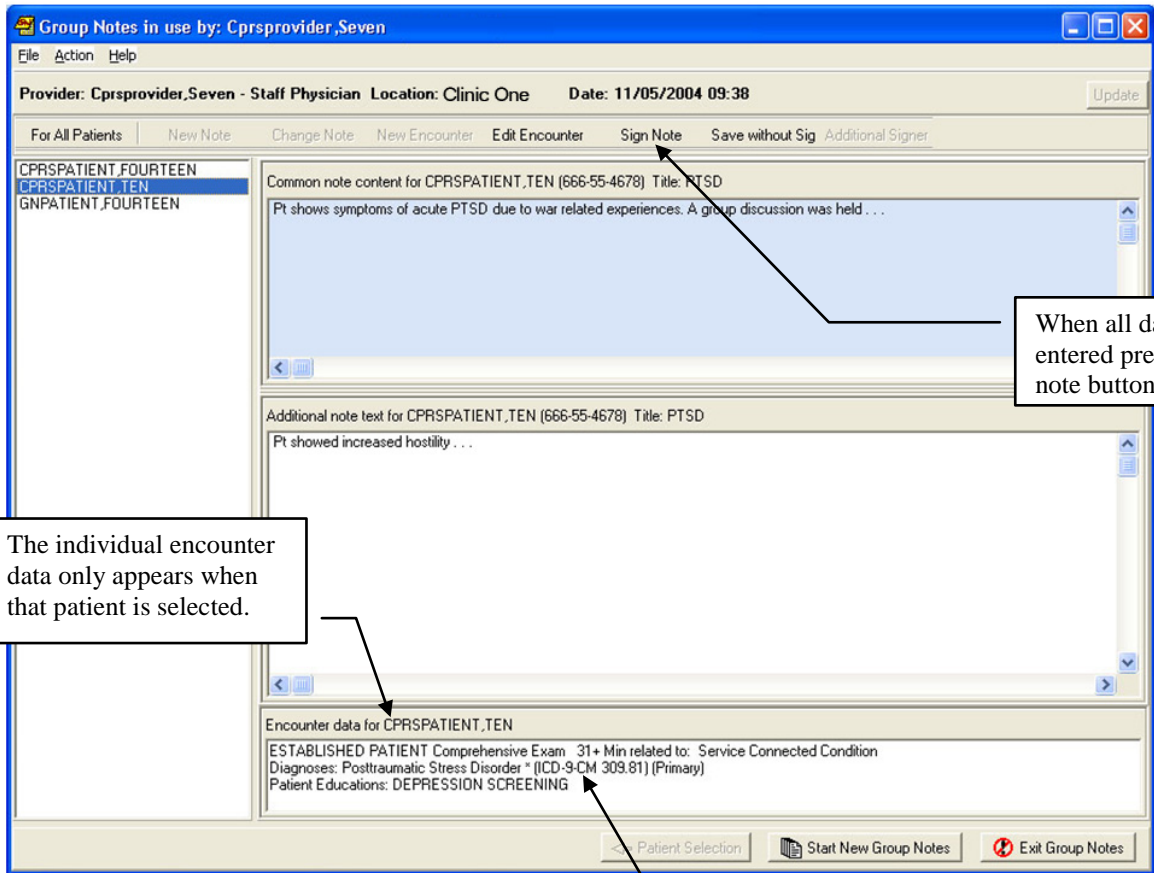 Group Notes in use by: Cprsprovider,Seven
File Action Help
Provider: Cprsprovider,Seven - Staff Physician Location: Clinic One Date: 11/05/2004 09:38 Update
For All Patients New Note Change Note New Encounter Edit Encounter Sign Note Save without Sig Additional Signer
CPRSPATIENT,FOURTEEN
CPRSPATIENT,TEN
GNPATIENT,FOURTEEN
Common note content for CPRSPATIENT,TEN (666-55-4678) Title: PTSD
Pt shows symptoms of acute PTSD due to war related experiences. A group discussion was held . . .
When all da
entered pre
note button
Additional note text for CPRSPATIENT,TEN (666-55-4678) Title: PTSD
Pt showed increased hostility . . .
The individual encounter
data only appears when
that patient is selected.
Encounter data for CPRSPATIENT,TEN
ESTABLISHED PATIENT Comprehensive Exam 31+ Min related to: Service Connected Condition
Diagnoses: Posttraumatic Stress Disorder * (ICD-9-CM 309.81) (Primary)
Patient Educations: DEPRESSION SCREENING
<- Patient Selection Start New Group Notes Exit Group Notes